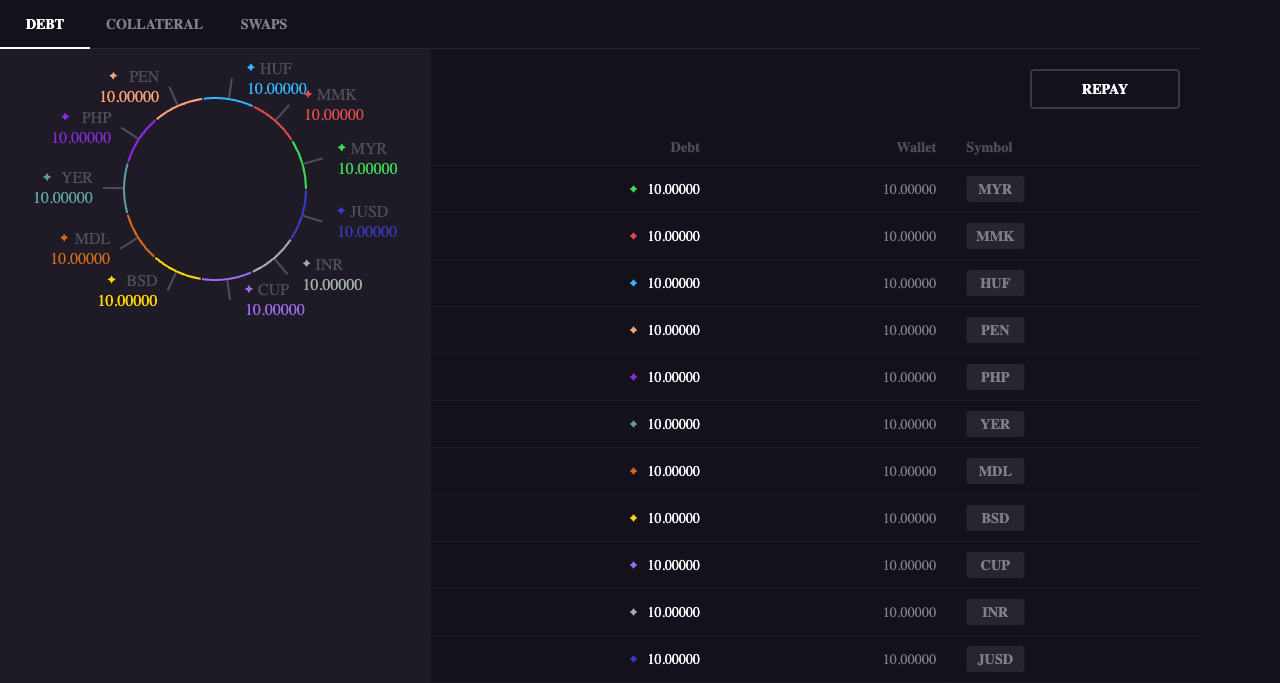 DEBT COLLATERAL SWAPS
PEN
10.00000
HUF
10.00000
MMK
10.00000
PHP
10.00000
MYR
10.00000
YER
10.00000
JUSD
10.00000
MDL
10.00000
INR
10.00000
BSD
10.00000
CUP
10.00000
REPAY
Debt Wallet Symbol
10.00000 10.00000 MYR
10.00000 10.00000 MMK
10.00000 10.00000 HUF
10.00000 10.00000 PEN
10.00000 10.00000 PHP
10.00000 10.00000 YER
10.00000 10.00000 MDL
10.00000 10.00000 BSD
10.00000 10.00000 CUP
10.00000 10.00000 INR
10.00000 10.00000 JUSD